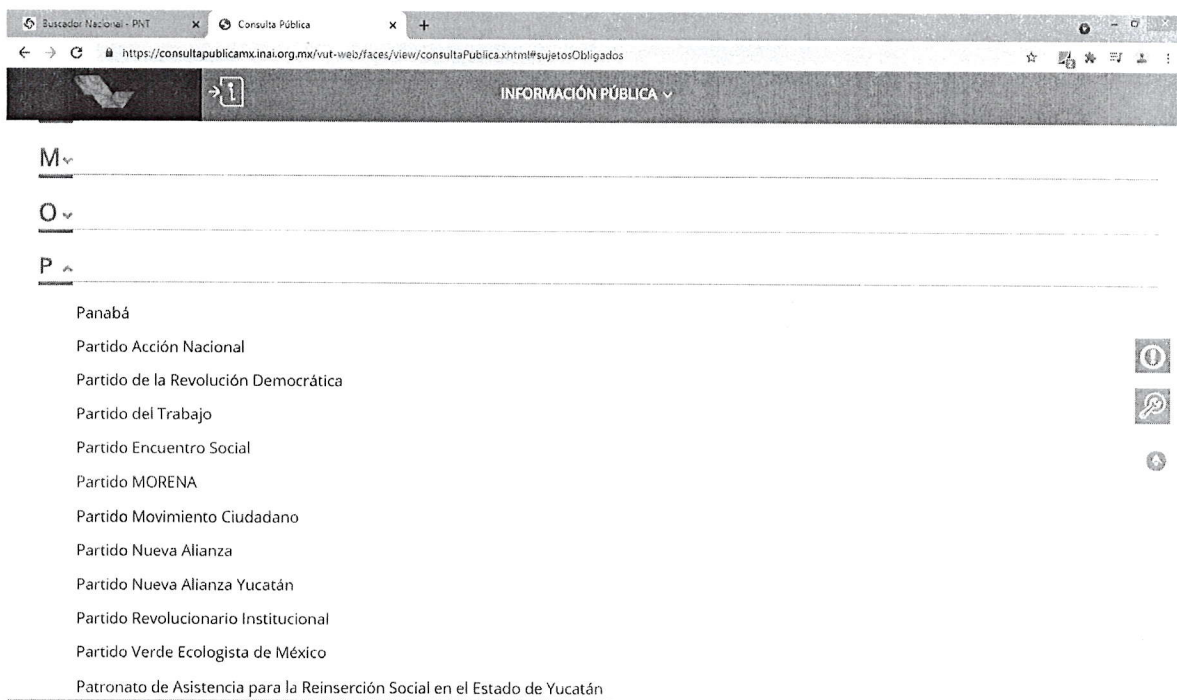 Buscador Nacional - PNT
Consulta Pública
https://consultapublicamx.inai.org.mx/vut-web/faces/view/consultaPublica.xhtml#sujetosObligados
INFORMACIÓN PÚBLICA
M
O
P
Panabá
Partido Acción Nacional
Partido de la Revolución Democrática
Partido del Trabajo
Partido Encuentro Social
Partido MORENA
Partido Movimiento Ciudadano
Partido Nueva Alianza
Partido Nueva Alianza Yucatán
Partido Revolucionario Institucional
Partido Verde Ecologista de México
Patronato de Asistencia para la Reinserción Social en el Estado de Yucatán